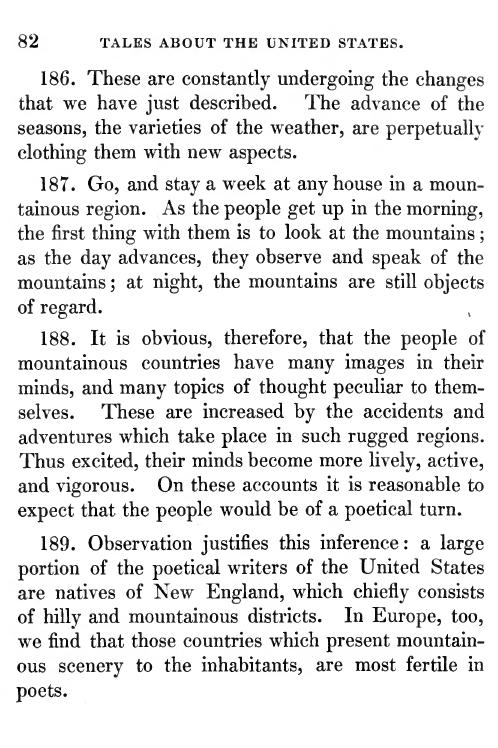 82 TALES ABOUT THE UNITED STATES.
186. These are constantly undergoing the changes
that we have just described. The advance of the
seasons, the varieties of the weather, are perpetually
clothing them with new aspects.
187. Go, and stay a week at any house in a moun-
tainous region. As the people get up in the morning,
the first thing with them is to look at the mountains;
as the day advances, they observe and speak of the
mountains; at night, the mountains are still objects
of regard.
188. It is obvious, therefore, that the people of
mountainous countries have many images in their
minds, and many topics of thought peculiar to them-
selves. These are increased by the accidents and
adventures which take place in such rugged regions.
Thus excited, their minds become more lively, active,
and vigorous. On these accounts it is reasonable to
expect that the people would be of a poetical turn.
189. Observation justifies this inference: a large
portion of the poetical writers of the United States
are natives of New England, which chiefly consists
of hilly and mountainous districts. In Europe, too,
we find that those countries which present mountain-
ous scenery to the inhabitants, are most fertile in
poets.